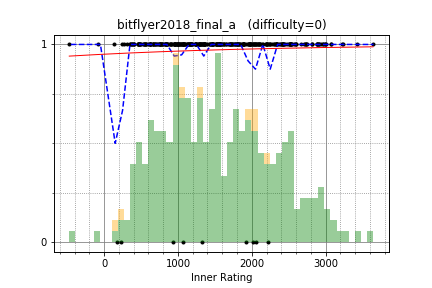 bitflyer2018_final_a (difficulty=0)
1
0
0 1000 2000 3000
Inner Rating